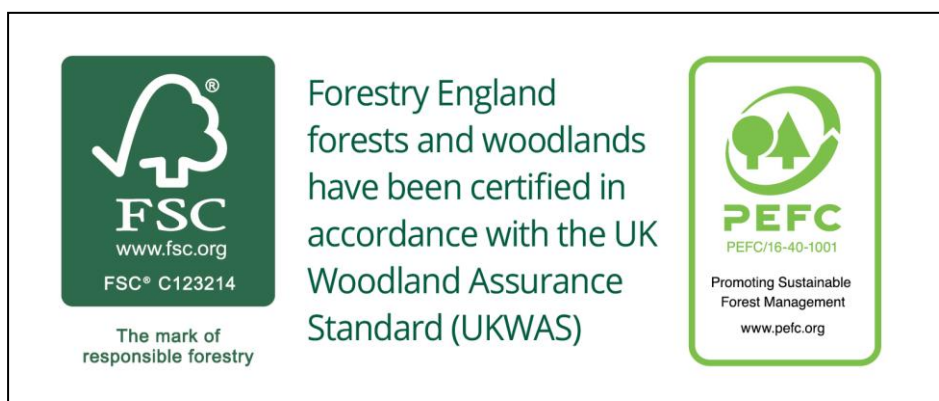 FSC®
www.fsc.org
FSC® C123214
The mark of
responsible forestry
Forestry England
forests and woodlands
have been certified in
accordance with the UK
Woodland Assurance
Standard (UKWAS)
PEFC
PEFC/16-40-1001
Promoting Sustainable
Forest Management
www.pefc.org